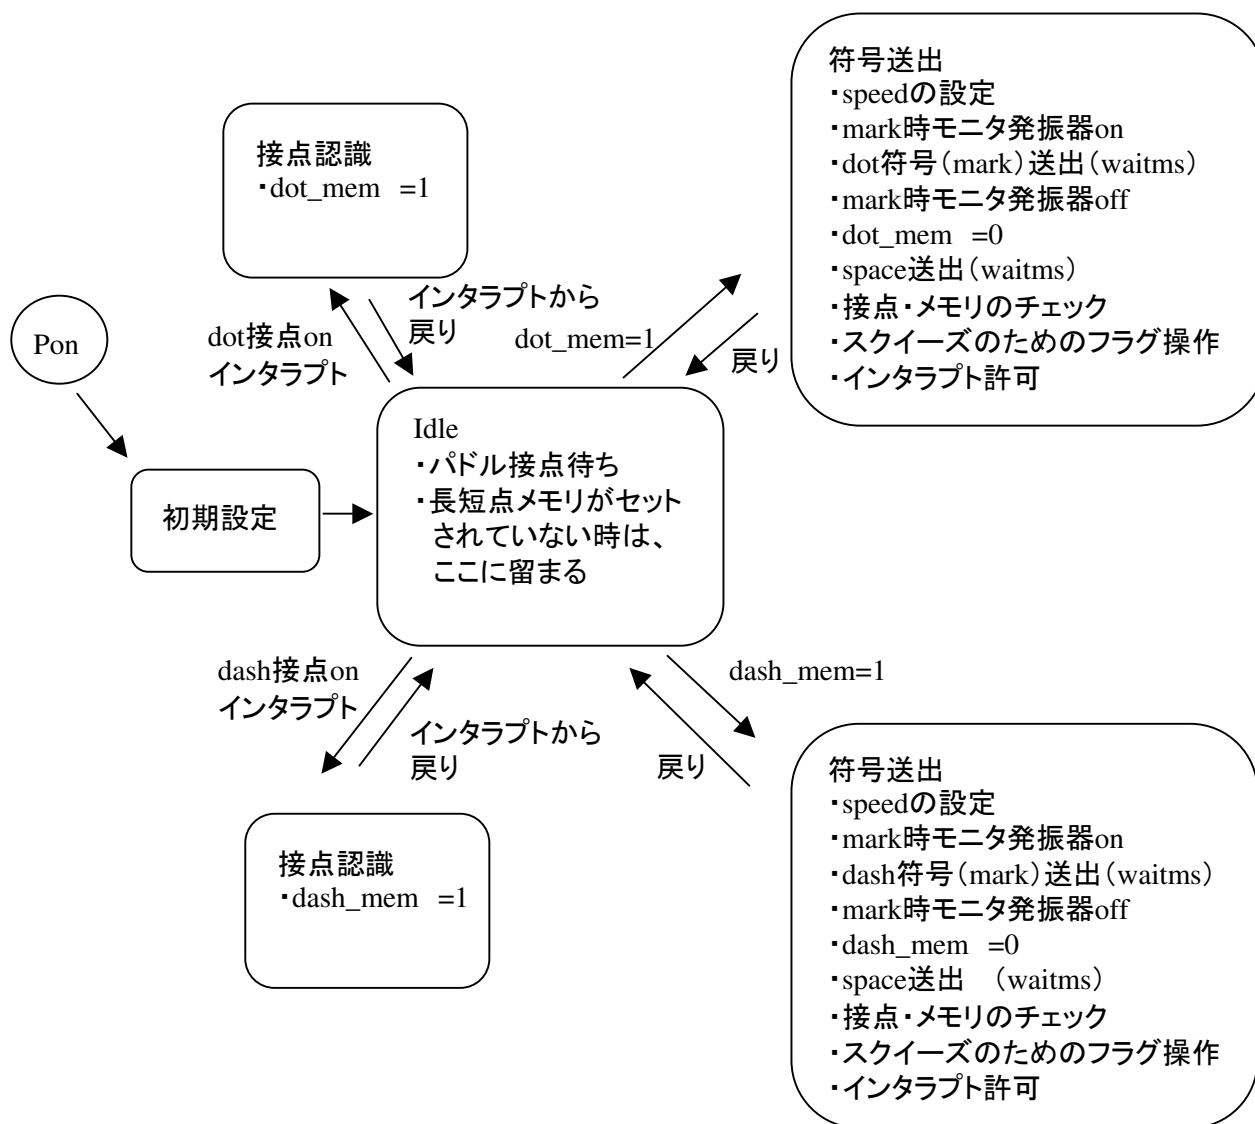 符号送出
・speedの設定
・mark時モニタ発振器on
・dot符号（mark）送出（waitms）
・mark時モニタ発振器off
・dot_mem =0
・space送出（waitms）
・接点・メモリのチェック
・スクイーズのためのフラグ操作
・インタラプト許可
接点認識
・dot_mem =1
インタラプトから
戻り
dot接点on
インタラプト
dot_mem=1
戻り
Pon
初期設定
Idle
・パドル接点待ち
・長短点メモリがセット
されていない時は、
ここに留まる
dash接点on
インタラプト
インタラプトから
戻り
dash_mem=1
戻り
接点認識
・dash_mem =1
符号送出
・speedの設定
・mark時モニタ発振器on
・dash符号（mark）送出（waitms）
・mark時モニタ発振器off
・dash_mem =0
・space送出 （waitms）
・接点・メモリのチェック
・スクイーズのためのフラグ操作
・インタラプト許可